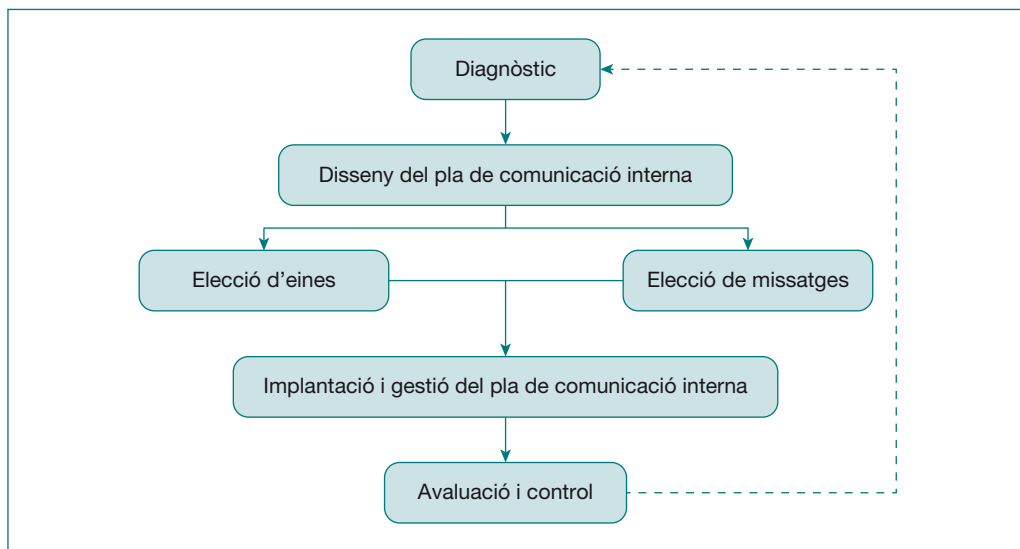 Diagnòstic
Disseny del pla de comunicació interna
Elecció d’eines
Elecció de missatges
Implantació i gestió del pla de comunicació interna
Avaluació i control